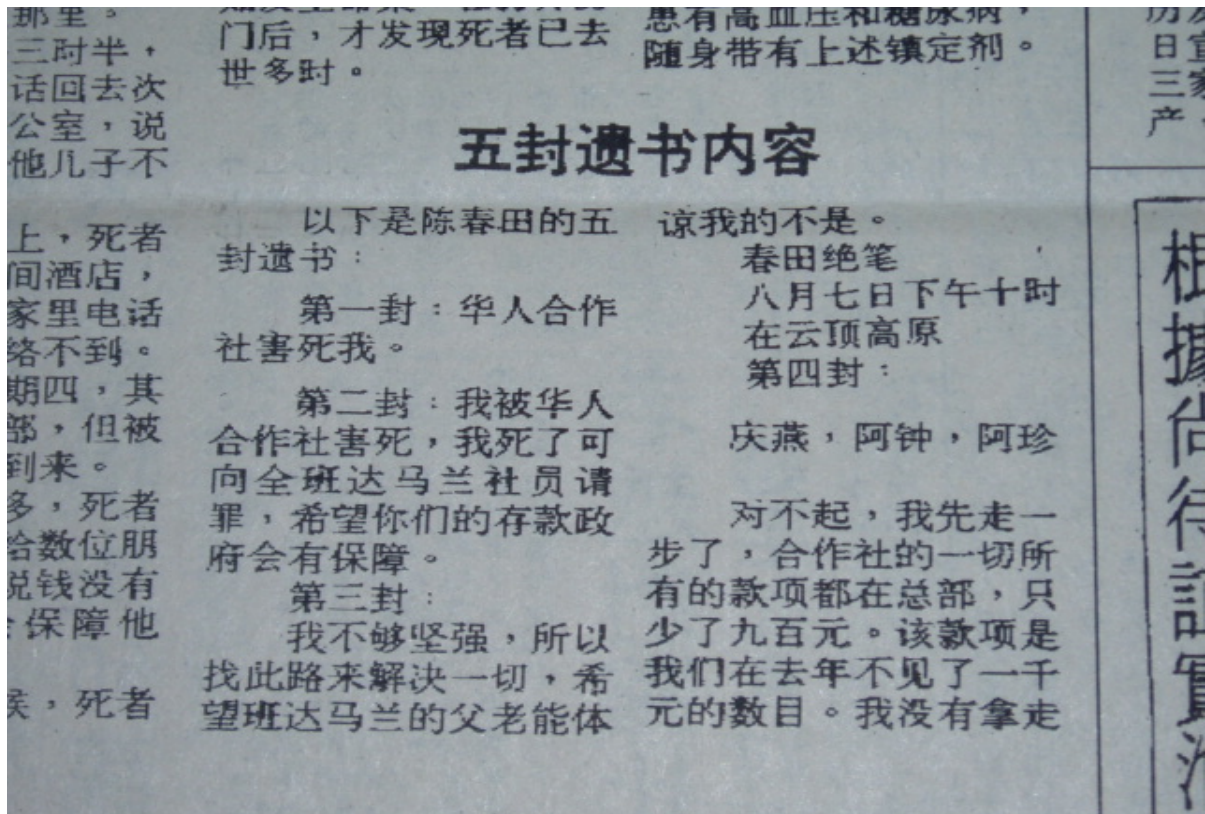 那里。
三时半，
话回去次
公室，说
他儿子不
上，死者
间酒店，
家里电话
络不到。
期四，其
部，但被
到来。
多，死者
给数位朋
说钱没有
保障他
，死者
门后，才发现死者已去
世多时。
患有高血压和糖尿病，
随身带有上述镇定剂。
五封遗书内容
以下是陈春田的五
封遗书：
第一封：华人合作
社害死我。
第二封：我被华人
合作社害死，我死了可
向全班达马兰社员请
罪，希望你们的存款政
府会有保障。
第三封：
我不够坚强，所以
找此路来解决一切，希
望班达马兰的父老能体
谅我的不是。
春田绝笔
八月七日下午十时
在云顶高原
第四封：
庆燕，阿钟，阿珍
对不起，我先走一
步了，合作社的一切所
有的款项都在总部，只
少了九百元。该款项是
我们在去年不见了一千
元的数目。我没有拿走
日宣
三家
产
根據尚待証實